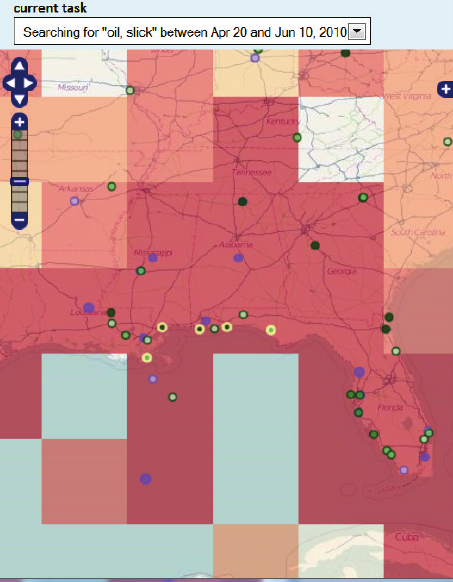 current task
Searching for "oil, slick" between Apr 20 and Jun 10, 2010
Missouri
West Virginia
Kentucky
Tennessee
North
Arkansas
South Carolina
Mississippi
Alabama
Georgia
Louisiana
Florida
Cuba